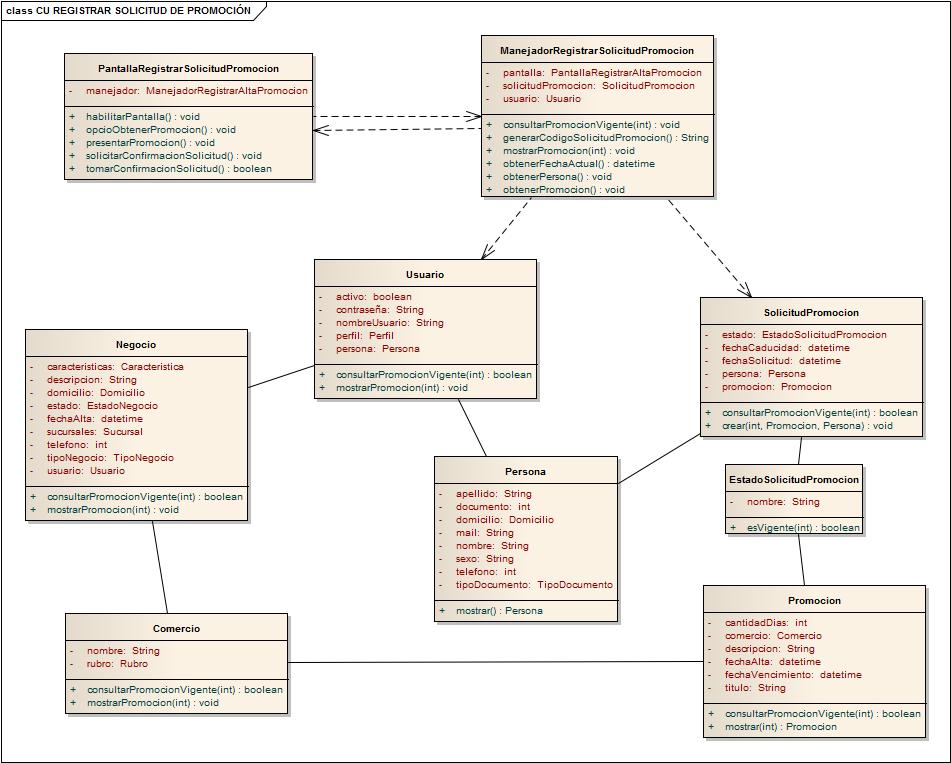 class CU REGISTRAR SOLICITUD DE PROMOCIÓN
PantallaRegistrarSolicitudPromocion
- manejador: ManejadorRegistrarAltaPromocion
+ habilitarPantalla() : void
+ opcioObtenerPromocion() : void
+ presentarPromocion() : void
+ solicitarConfirmacionSolicitud() : void
+ tomarConfirmacionSolicitud() : boolean
ManejadorRegistrarSolicitudPromocion
- pantalla: PantallaRegistrarAltaPromocion
- solicitudPromocion: SolicitudPromocion
- usuario: Usuario
+ consultarPromocionVigente(int) : void
+ generarCodigoSolicitudPromocion() : String
+ mostrarPromocion(int) : void
+ obtenerFechaActual() : datetime
+ obtenerPersona() : void
+ obtenerPromocion() : void
Usuario
- activo: boolean
- contraseña: String
- nombreUsuario: String
- perfil: Perfil
- persona: Persona
+ consultarPromocionVigente(int) : boolean
+ mostrarPromocion(int) : void
SolicitudPromocion
- estado: EstadoSolicitudPromocion
- fechaCaducidad: datetime
- fechaSolicitud: datetime
- persona: Persona
- promocion: Promocion
+ consultarPromocionVigente(int) : boolean
+ crear(int, Promocion, Persona) : void
Negocio
- caracteristicas: Caracteristica
- descripcion: String
- domicilio: Domicilio
- estado: EstadoNegocio
- fechaAlta: datetime
- sucursales: Sucursal
- telefono: int
- tipoNegocio: TipoNegocio
- usuario: Usuario
+ consultarPromocionVigente(int) : boolean
+ mostrarPromocion(int) : void
Persona
- apellido: String
- documento: int
- domicilio: Domicilio
- mail: String
- nombre: String
- sexo: String
- telefono: int
- tipoDocumento: TipoDocumento
+ mostrar() : Persona
EstadoSolicitudPromocion
- nombre: String
+ esVigente(int) : boolean
Comercio
- nombre: String
- rubro: Rubro
+ consultarPromocionVigente(int) : boolean
+ mostrarPromocion(int) : void
Promocion
- cantidadDias: int
- comercio: Comercio
- descripcion: String
- fechaAlta: datetime
- fechaVencimiento: datetime
- titulo: String
+ consultarPromocionVigente(int) : boolean
+ mostrar(int) : Promocion